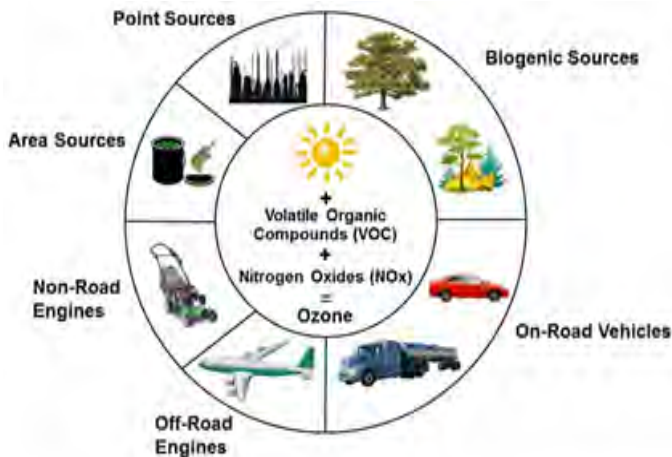 Point Sources
Biogenic Sources
Area Sources
+
Volatile Organic
Compounds (VOC)
+
Nitrogen Oxides (NOx)
=
Ozone
Non-Road
Engines
On-Road Vehicles
Off-Road
Engines